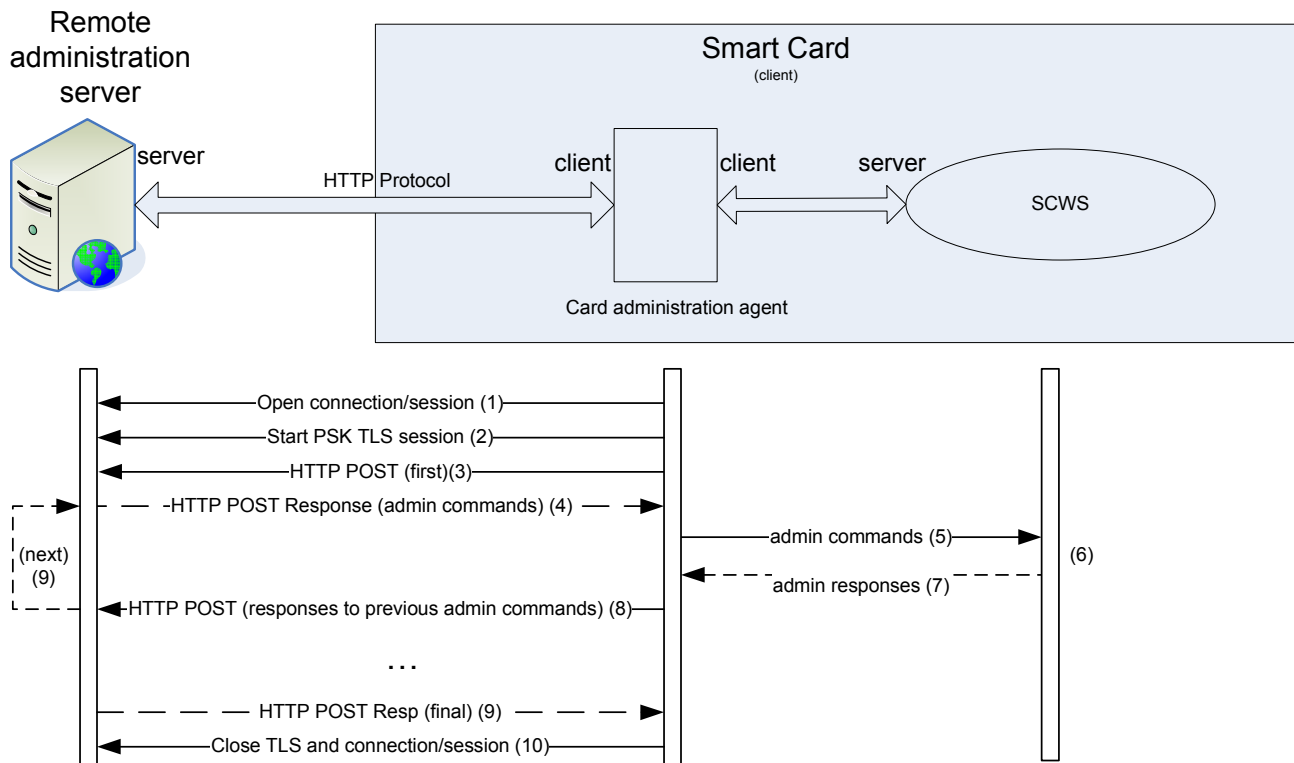 Remote
administration
server
Smart Card
(client)
server
HTTP Protocol
client
client
server
SCWS
Card administration agent
Open connection/session (1)
Start PSK TLS session (2)
HTTP POST (first)(3)
HTTP POST Response (admin commands) (4)
admin commands (5)
(6)
(next)
(9)
admin responses (7)
HTTP POST (responses to previous admin commands) (8)
...
HTTP POST Resp (final) (9)
Close TLS and connection/session (10)